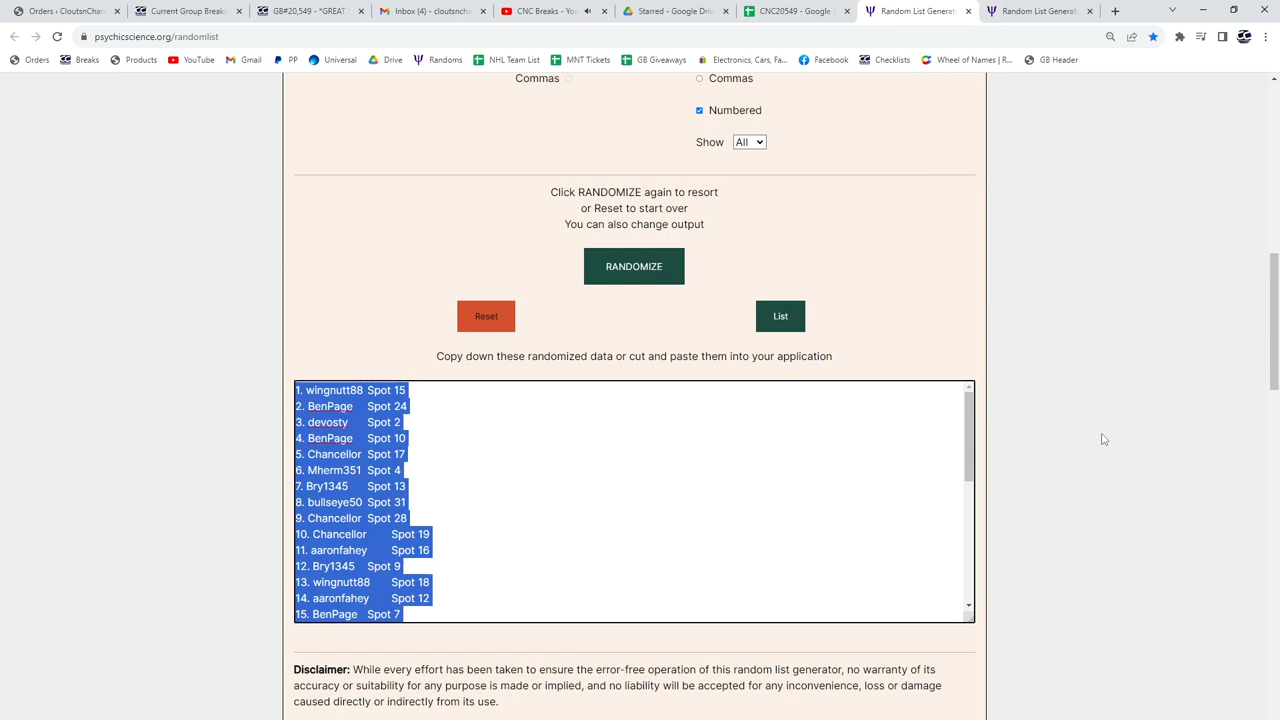 Orders ‹ CloutsnChar
Current Group Breaks
GB#20,549 - *GREAT S
Inbox (4) - cloutsnch
CNC Breaks - Yo
Starred - Google Driv
CNC20549 - Google S
Random List Generat
Random List Generat
psychicscience.org/randomlist
Orders
Breaks
Products
YouTube
Gmail
PP
Universal
Drive
Randoms
NHL Team List
MNT Tickets
GB Giveaways
Electronics, Cars, Fa...
Facebook
Checklists
Wheel of Names | R...
GB Header
Commas
Commas
Numbered
Show All
Click RANDOMIZE again to resort
or Reset to start over
You can also change output
RANDOMIZE
Reset
List
Copy down these randomized data or cut and paste them into your application
1. wingnutt88 Spot 15
2. BenPage Spot 24
3. devosty Spot 2
4. BenPage Spot 10
5. Chancellor Spot 17
6. Mherm351 Spot 4
7. Bry1345 Spot 13
8. bullseye50 Spot 31
9. Chancellor Spot 28
10. Chancellor Spot 19
11. aaronfahey Spot 16
12. Bry1345 Spot 9
13. wingnutt88 Spot 18
14. aaronfahey Spot 12
15. BenPage Spot 7
Disclaimer: While every effort has been taken to ensure the error-free operation of this random list generator, no warranty of its
accuracy or suitability for any purpose is made or implied, and no liability will be accepted for any inconvenience, loss or damage
caused directly or indirectly from its use.